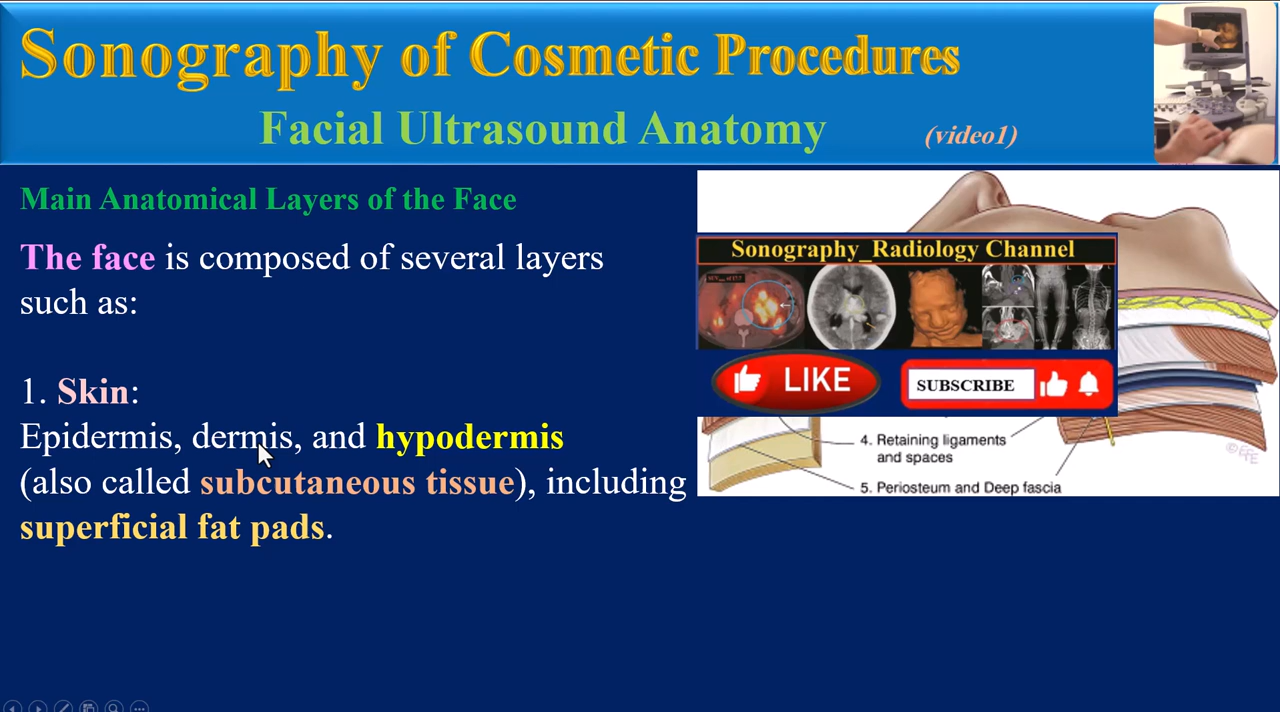 Sonography of Cosmetic Procedures
Facial Ultrasound Anatomy
(video1)
Main Anatomical Layers of the Face
The face is composed of several layers
such as:
1. Skin:
Epidermis, dermis, and hypodermis
(also called subcutaneous tissue), including
superficial fat pads.
Sonography_Radiology Channel
LIKE
SUBSCRIBE
4. Retaining ligaments
and spaces
5. Periosteum and Deep fascia